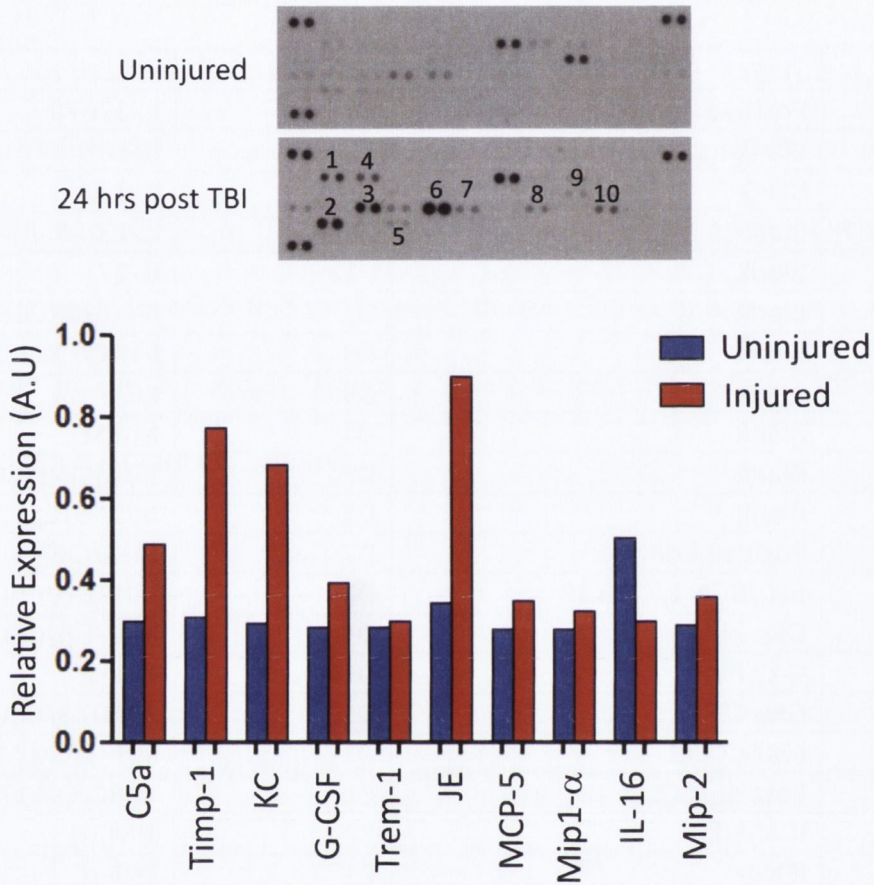 Uninjured
24 hrs post TBI
1 4
2 3 6 7 8 9 10
5
Relative Expression (A.U)
1.0
0.8
0.6
0.4
0.2
0.0
Uninjured
Injured
C5a
Timp-1
KC
G-CSF
Trem-1
JE
MCP-5
Mip1-α
IL-16
Mip-2